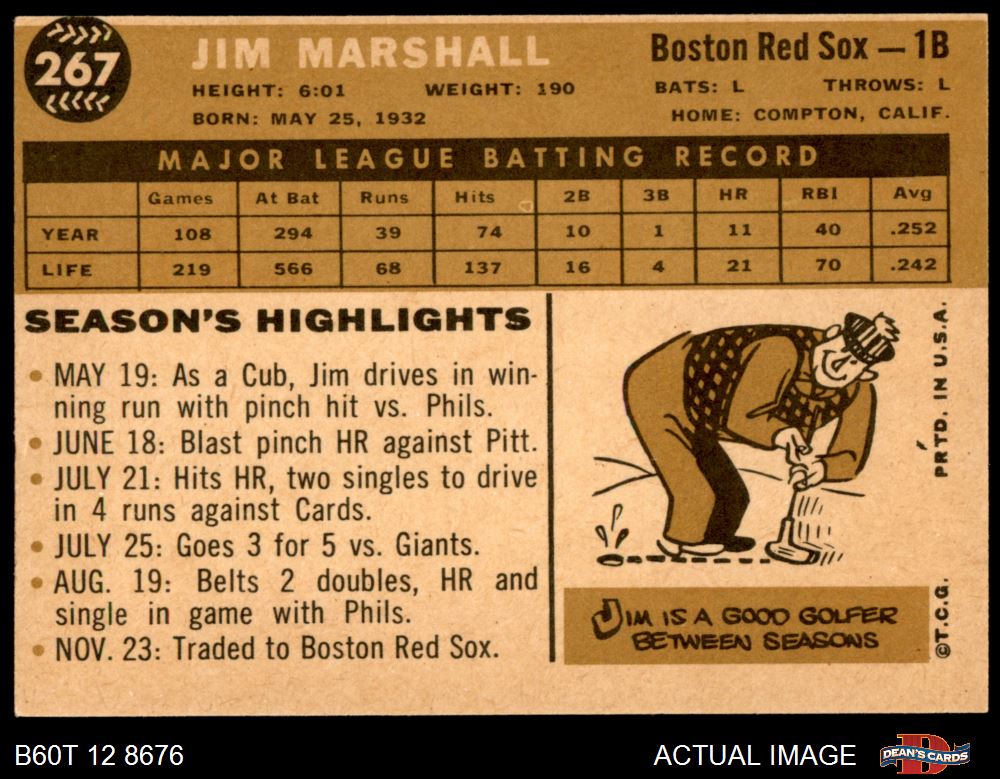 267
JIM MARSHALL
Boston Red Sox — 1B
HEIGHT: 6:01 WEIGHT: 190 BATS: L THROWS: L
BORN: MAY 25, 1932 HOME: COMPTON, CALIF.
MAJOR LEAGUE BATTING RECORD
Games At Bat Runs Hits 2B 3B HR RBI Avg
YEAR 108 294 39 74 10 1 11 40 .252
LIFE 219 566 68 137 16 4 21 70 .242
SEASON'S HIGHLIGHTS
• MAY 19: As a Cub, Jim drives in win-
ning run with pinch hit vs. Phils.
• JUNE 18: Blast pinch HR against Pitt.
• JULY 21: Hits HR, two singles to drive
in 4 runs against Cards.
• JULY 25: Goes 3 for 5 vs. Giants.
• AUG. 19: Belts 2 doubles, HR and
single in game with Phils.
• NOV. 23: Traded to Boston Red Sox.
JIM IS A GOOD GOLFER
BETWEEN SEASONS
©T.C.G. PRTD. IN U.S.A.
B60T 12 8676
ACTUAL IMAGE
D
DEAN'S CARDS